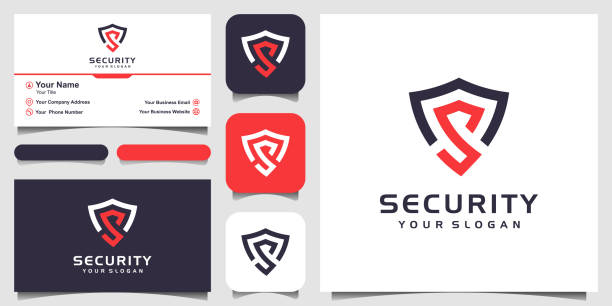 SECURITY
YOUR SLOGAN
Your Name
Your Title
Your Company Address
Your Phone Number
Your Business Email
Your Business Website
SECURITY
YOUR SLOGAN
SECURITY
YOUR SLOGAN